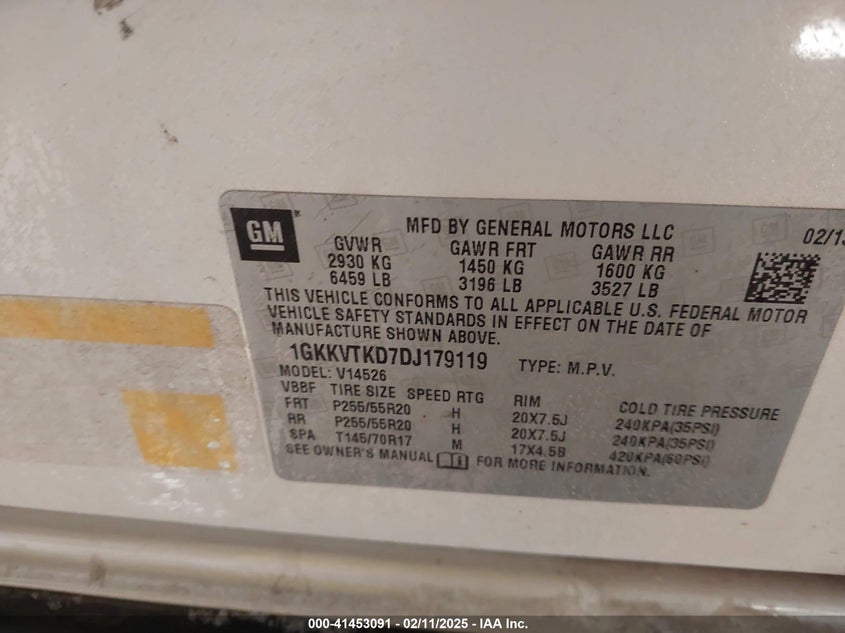 GM
MFD BY GENERAL MOTORS LLC
02/13
GVWR GAWR FRT GAWR RR
2930 KG 1450 KG 1600 KG
6459 LB 3196 LB 3527 LB
THIS VEHICLE CONFORMS TO ALL APPLICABLE U.S. FEDERAL MOTOR
VEHICLE SAFETY STANDARDS IN EFFECT ON THE DATE OF
MANUFACTURE SHOWN ABOVE.
1GKKVTKD7DJ179119 TYPE: M.P.V.
MODEL: V14526
VBBF TIRE SIZE SPEED RTG RIM COLD TIRE PRESSURE
FRT P255/55R20 H 20X7.5J 240KPA(35PSI)
RR P255/55R20 H 20X7.5J 240KPA(35PSI)
SPA T145/70R17 M 17X4.5B 420KPA(60PSI)
SEE OWNER'S MANUAL FOR MORE INFORMATION.
000-41453091 - 02/11/2025 - IAA Inc.